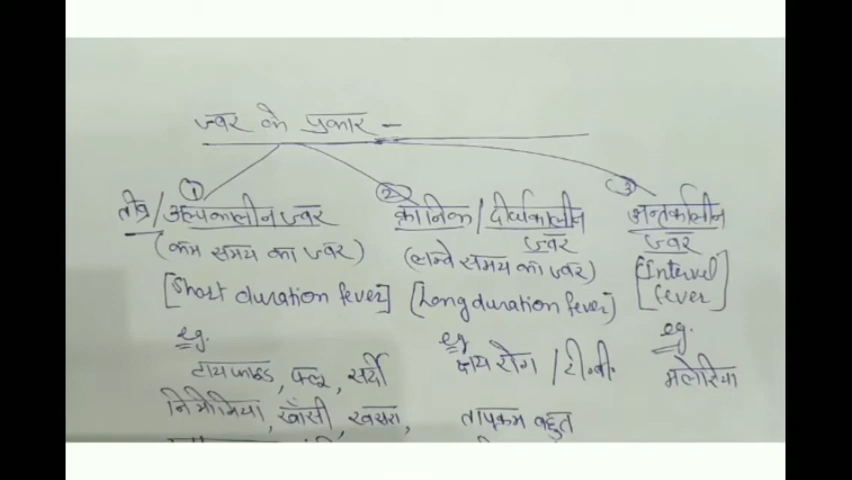 ज्वर के प्रकार –
① ② ③
तीव्र/अल्पकालीन ज्वर क्रोनिक/दीर्घकालीन ज्वर अन्तर्कालीन ज्वर
(कम समय का ज्वर) (लम्बे समय का ज्वर) [Interval fever]
[Short duration fever] [Long duration fever]
eg. eg eg.
टायफाइड, फ्लू, सर्दी क्षय रोग/टी.बी. मलेरिया
निमोनिया, खाँसी, खसरा, तापक्रम बहुत